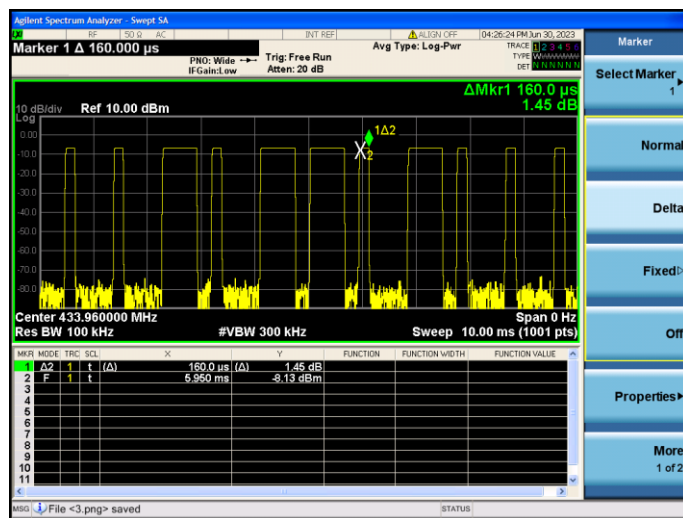 Agilent Spectrum Analyzer - Swept SA
RF 50 Ω AC INT REF ALIGN OFF 04:26:24 PM Jun 30, 2023
Marker 1 Δ 160.000 µs
PNO: Wide
IFGain:Low
Trig: Free Run
Atten: 20 dB
Avg Type: Log-Pwr
TRACE 1 2 3 4 5 6
TYPE
DET N N N N N N
ΔMkr1 160.0 µs
1.45 dB
10 dB/div Ref 10.00 dBm
Log
0.00
-10.0
-20.0
-30.0
-40.0
-50.0
-60.0
-70.0
-80.0
1Δ2
X2
Center 433.960000 MHz
Span 0 Hz
Res BW 100 kHz #VBW 300 kHz Sweep 10.00 ms (1001 pts)
MKR MODE TRC SCL X Y FUNCTION FUNCTION WIDTH FUNCTION VALUE
1 Δ2 1 t (Δ) 160.0 µs (Δ) 1.45 dB
2 F 1 t 5.950 ms -8.13 dBm
3
4
5
6
7
8
9
10
11
MSG File <3.png> saved STATUS
Marker
Select Marker
1
Normal
Delta
Fixed
Off
Properties
More
1 of 2